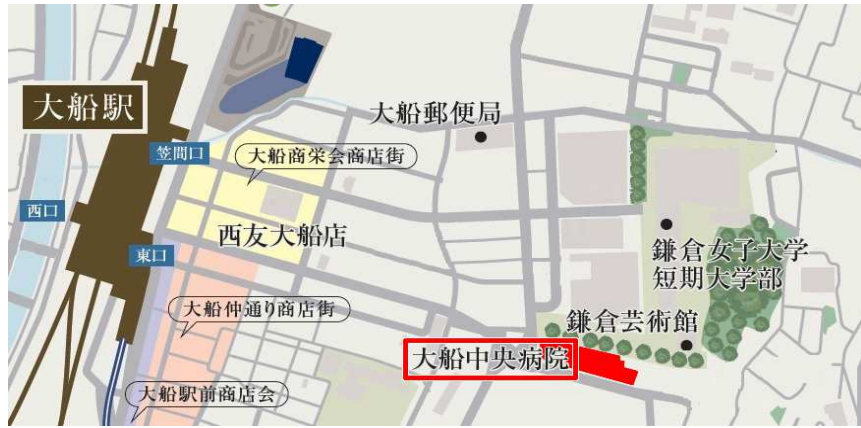 大船駅
大船郵便局
笠間口
大船商栄会商店街
西口
西友大船店
東口
鎌倉女子大学
短期大学部
大船仲通り商店街
鎌倉芸術館
大船中央病院
大船駅前商店会